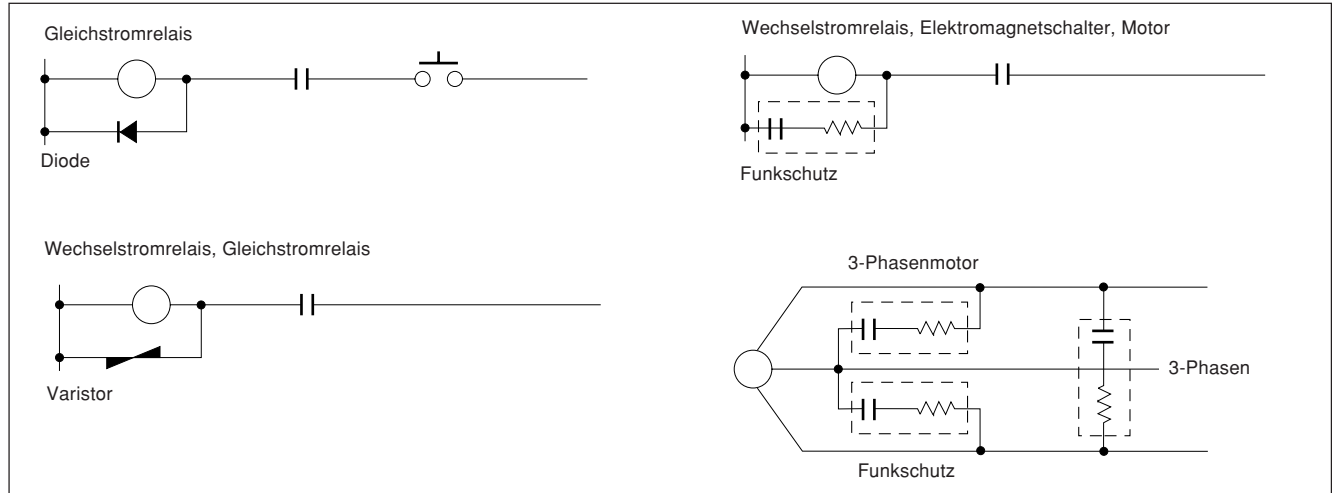 Gleichstromrelais
Diode
Wechselstromrelais, Elektromagnetschalter, Motor
Funkschutz
Wechselstromrelais, Gleichstromrelais
Varistor
3-Phasenmotor
3-Phasen
Funkschutz